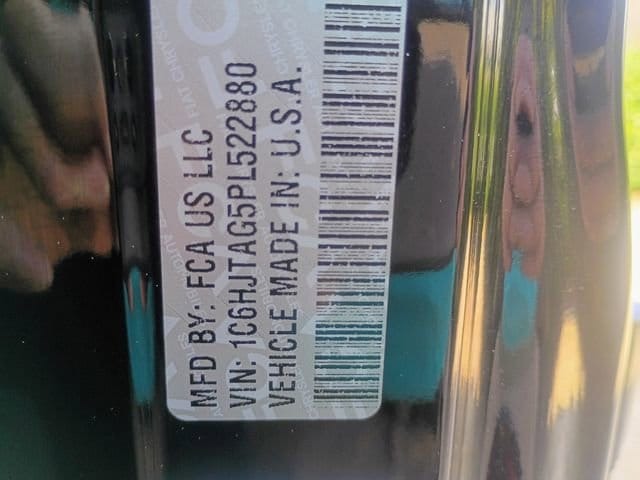 MFD BY: FCA US LLC
VIN: 1C6HJTAG5PL522880
VEHICLE MADE IN: U.S.A.